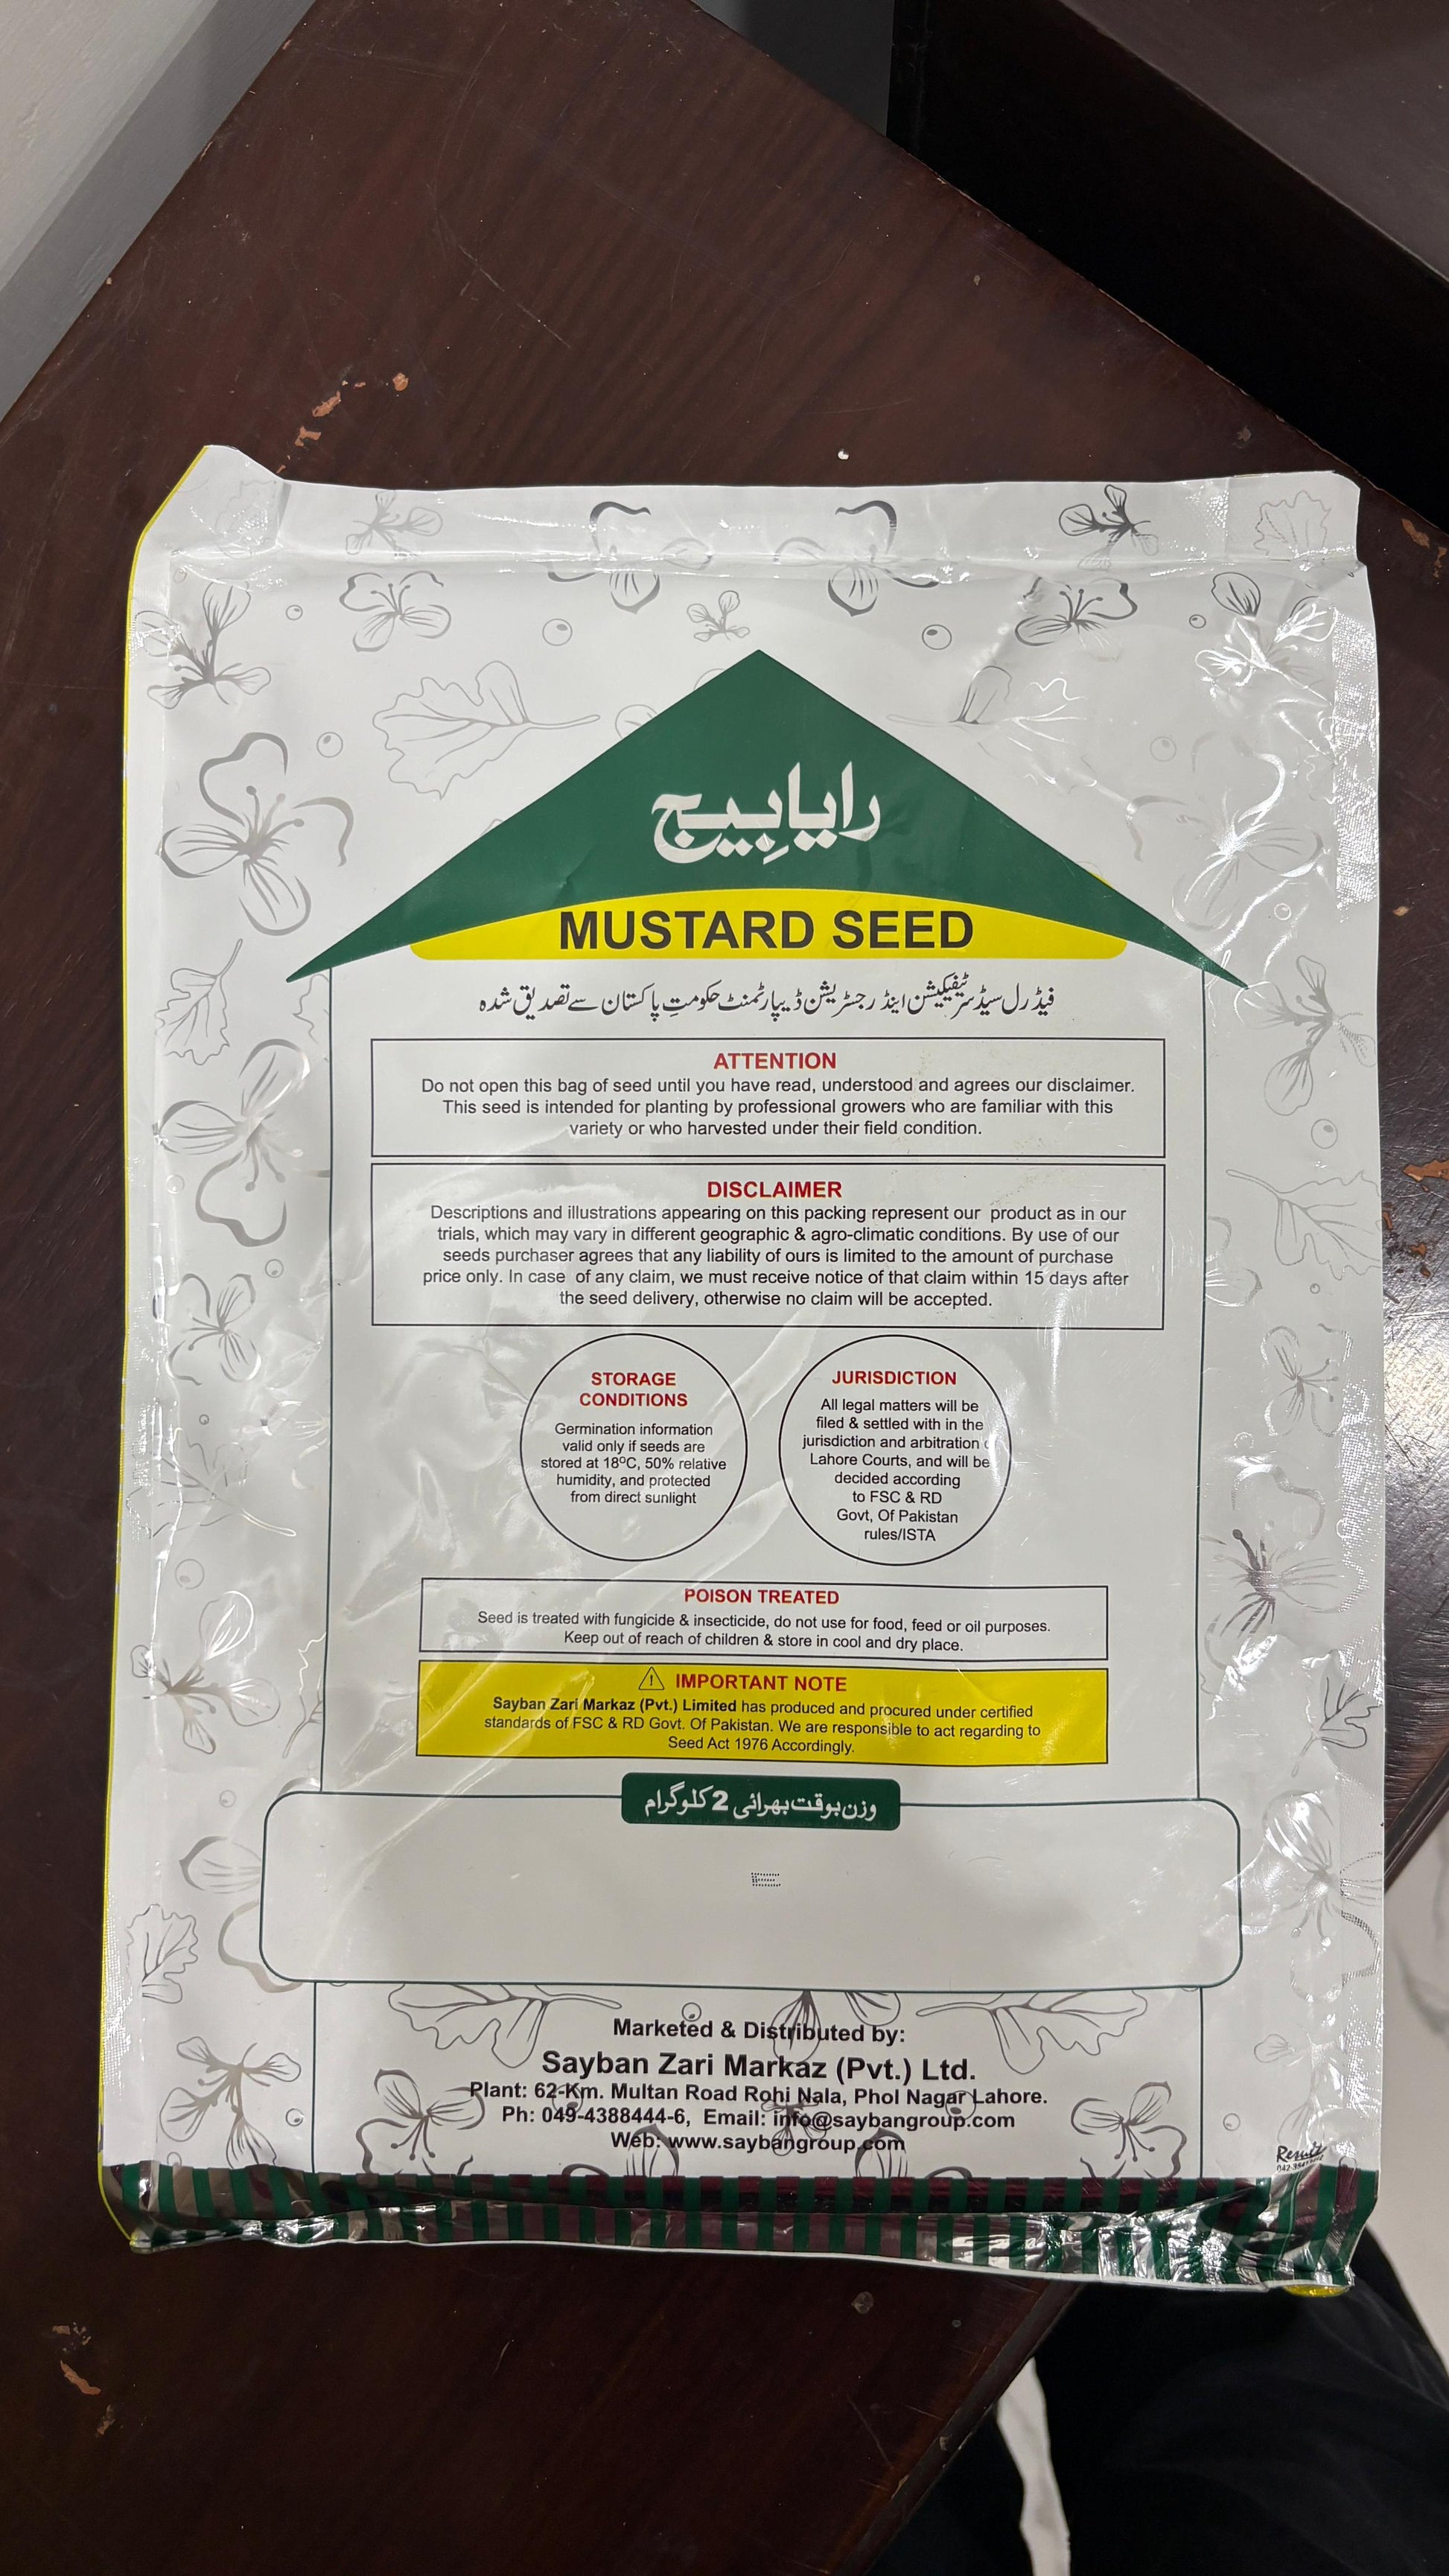 رایا بیج
MUSTARD SEED
فیڈرل سیڈ سرٹیفیکیشن اینڈ رجسٹریشن ڈیپارٹمنٹ حکومتِ پاکستان سے تصدیق شدہ
ATTENTION
Do not open this bag of seed until you have read, understood and agrees our disclaimer.
This seed is intended for planting by professional growers who are familiar with this
variety or who harvested under their field condition.
DISCLAIMER
Descriptions and illustrations appearing on this packing represent our product as in our
trials, which may vary in different geographic & agro-climatic conditions. By use of our
seeds purchaser agrees that any liability of ours is limited to the amount of purchase
price only. In case of any claim, we must receive notice of that claim within 15 days after
the seed delivery, otherwise no claim will be accepted.
STORAGE
CONDITIONS
Germination information
valid only if seeds are
stored at 18ºC, 50% relative
humidity, and protected
from direct sunlight
JURISDICTION
All legal matters will be
filed & settled with in the
jurisdiction and arbitration
Lahore Courts, and will be
decided according
to FSC & RD
Govt, Of Pakistan
rules/ISTA
POISON TREATED
Seed is treated with fungicide & insecticide, do not use for food, feed or oil purposes.
Keep out of reach of children & store in cool and dry place.
IMPORTANT NOTE
Sayban Zari Markaz (Pvt.) Limited has produced and procured under certified
standards of FSC & RD Govt. Of Pakistan. We are responsible to act regarding to
Seed Act 1976 Accordingly.
وزن بوقت بھرائی 2 کلوگرام
Marketed & Distributed by:
Sayban Zari Markaz (Pvt.) Ltd.
Plant: 62-Km. Multan Road Rohi Nala, Phol Nagar Lahore.
Ph: 049-4388444-6, Email: info@saybangroup.com
Web: www.saybangroup.com
Result